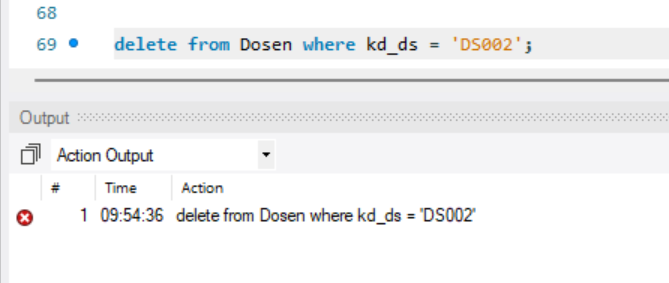 68
69 delete from Dosen where kd_ds = 'DS002';
Output
Action Output
# Time Action
1 09:54:36 delete from Dosen where kd_ds = 'DS002'